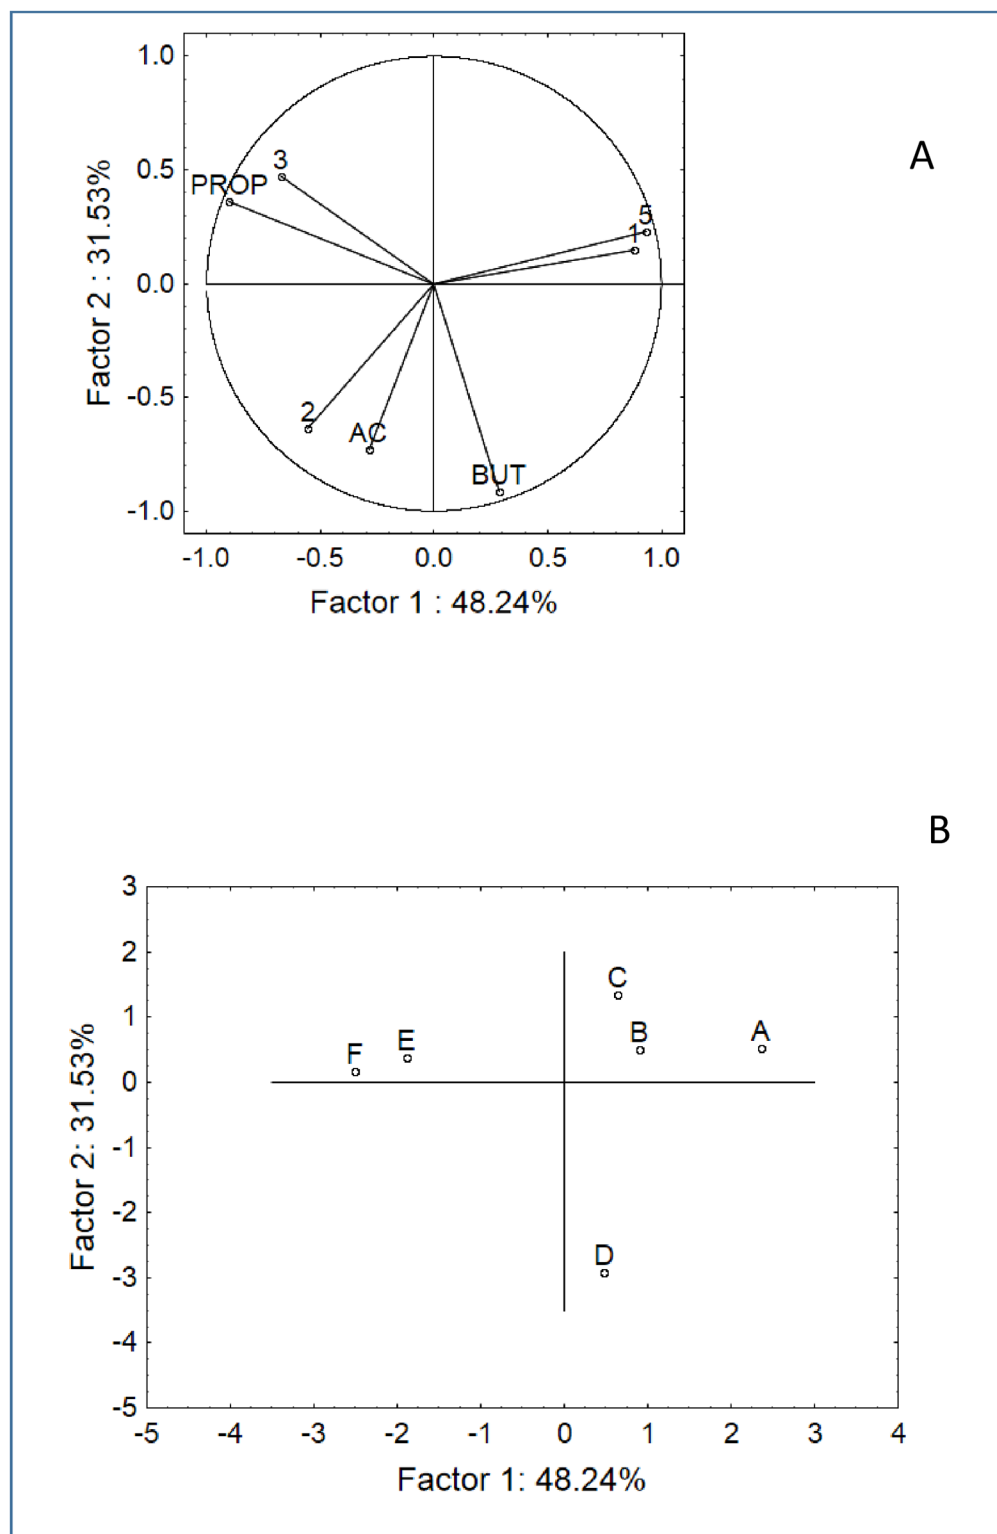 A
1.0
0.5
0.0
-0.5
-1.0
Factor 2 : 31.53%
3
PROP
5
1
2
AC
BUT
-1.0 -0.5 0.0 0.5 1.0
Factor 1 : 48.24%
B
3
2
1
0
-1
-2
-3
-4
-5
Factor 2: 31.53%
C
B
A
E
F
D
-5 -4 -3 -2 -1 0 1 2 3 4
Factor 1: 48.24%